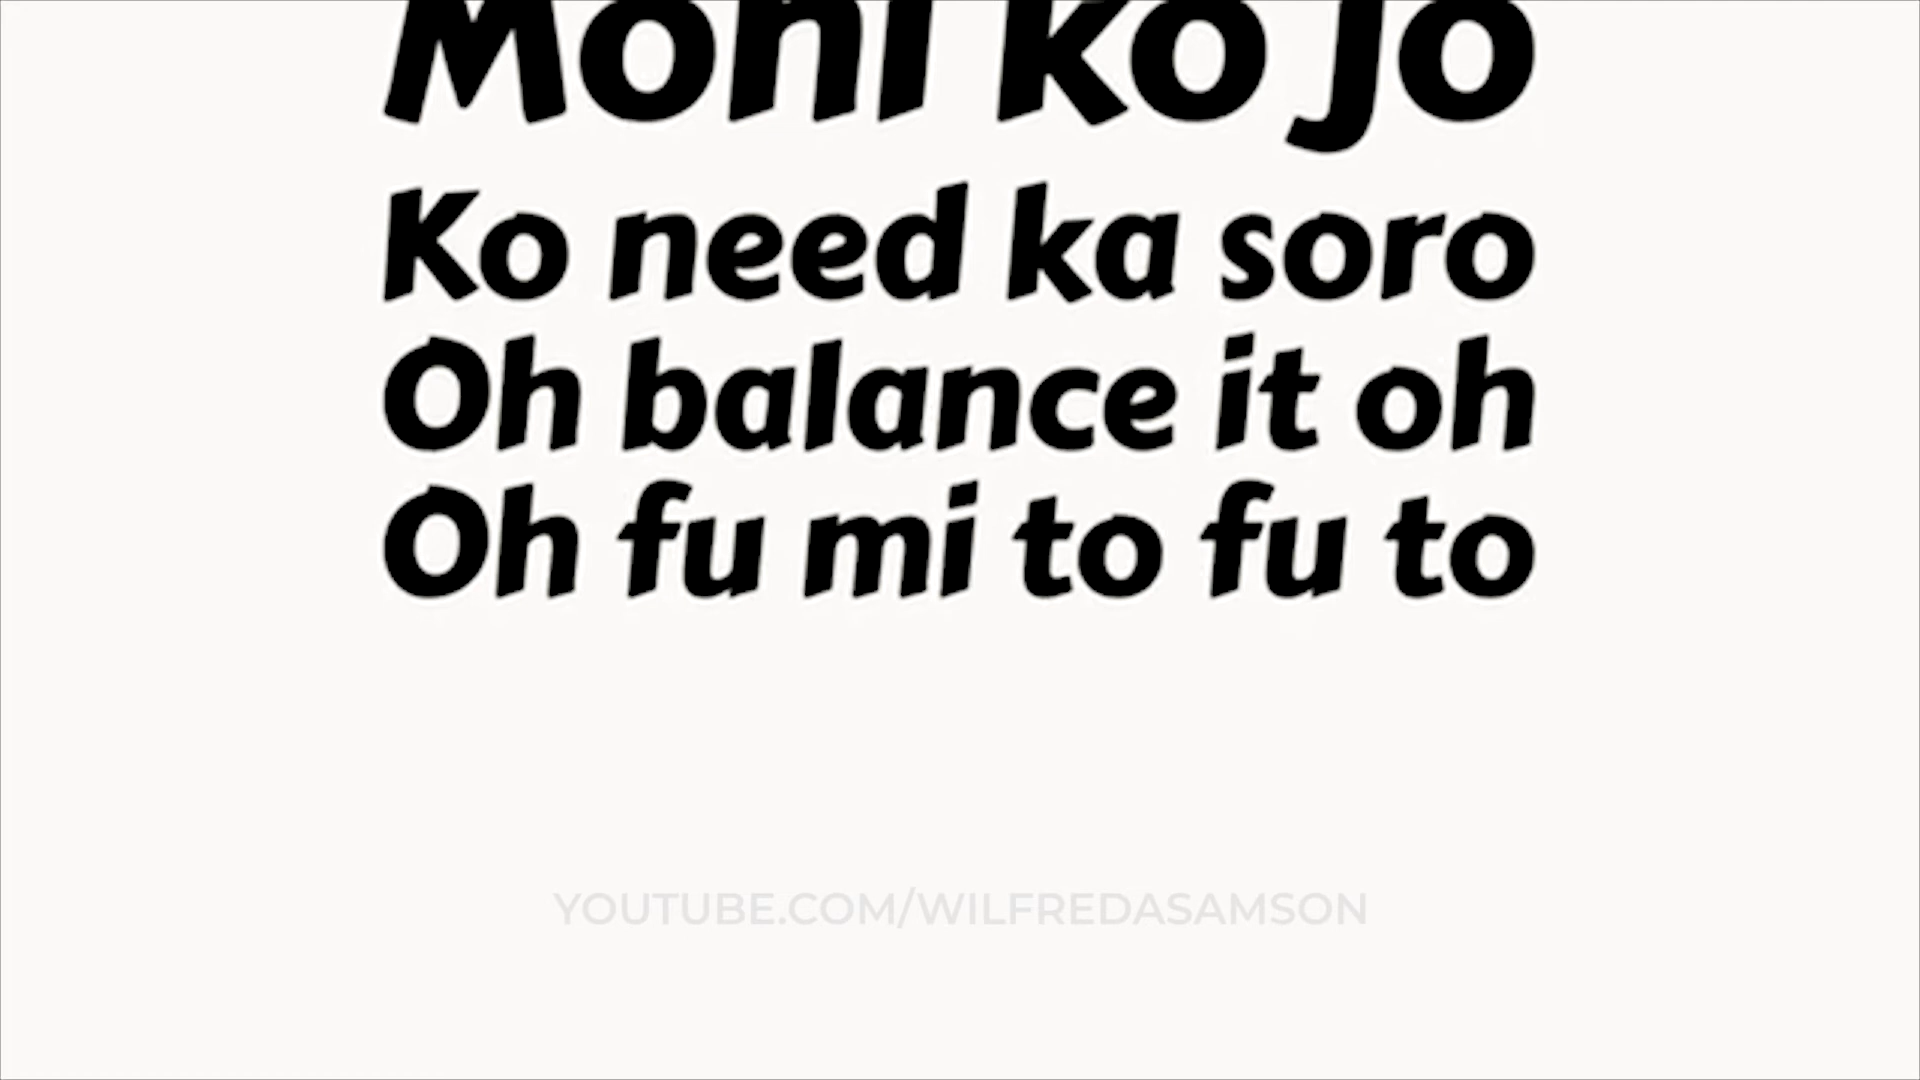 Moni ko jo
Ko need ka soro
Oh balance it oh
Oh fu mi to fu to
YOUTUBE.COM/WILFREDASAMSON